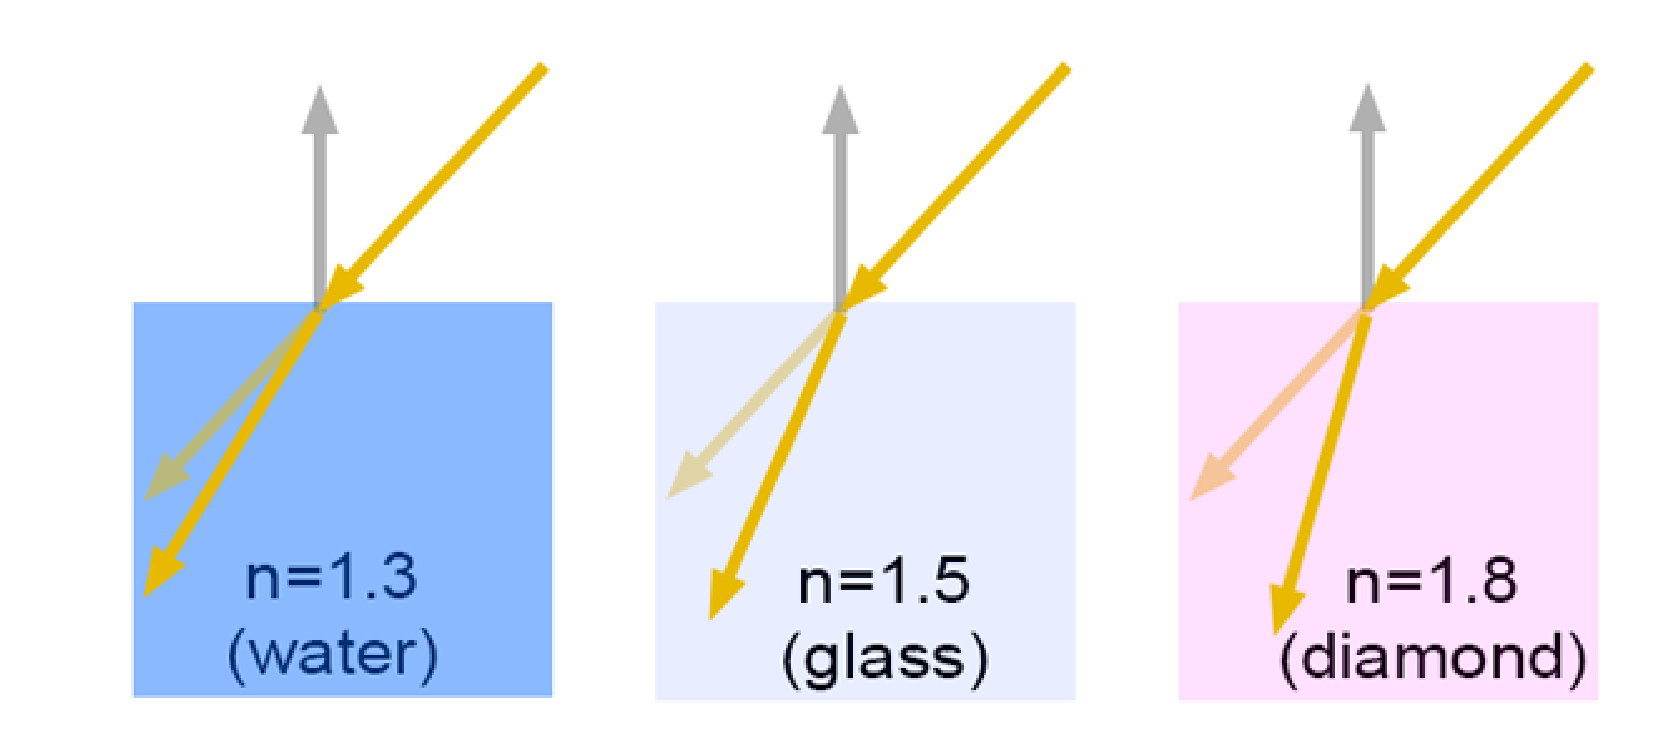 n=1.3
(water)
n=1.5
(glass)
n=1.8
(diamond)